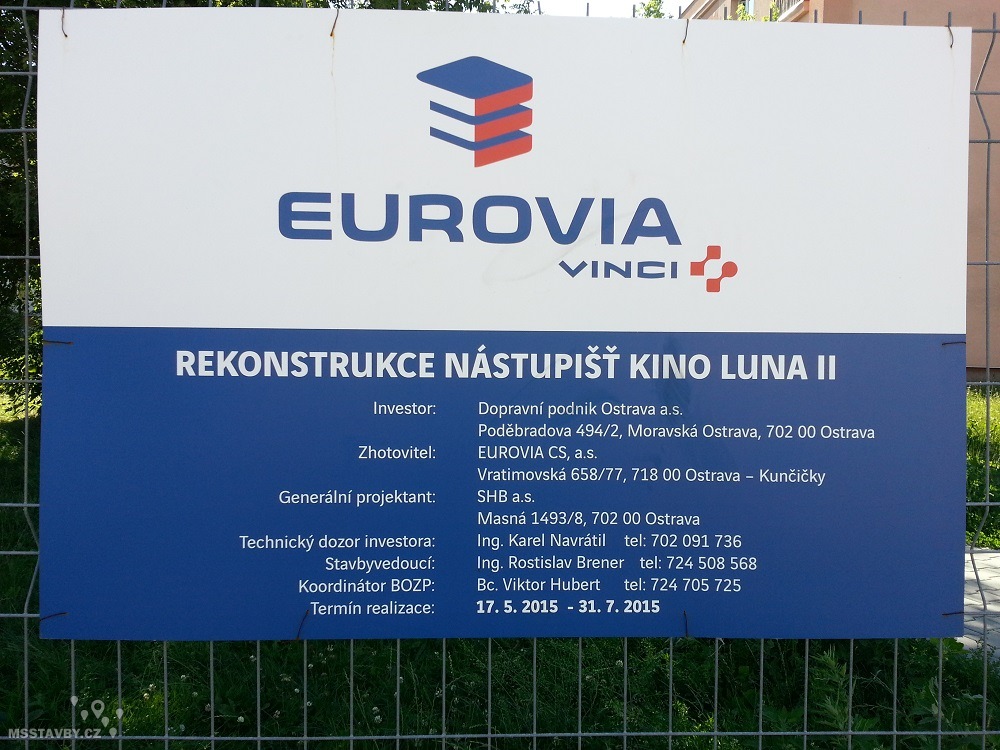 EUROVIA
VINCI
REKONSTRUKCE NÁSTUPIŠŤ KINO LUNA II
Investor: Dopravní podnik Ostrava a.s.
Poděbradova 494/2, Moravská Ostrava, 702 00 Ostrava
Zhotovitel: EUROVIA CS, a.s.
Vratimovská 658/77, 718 00 Ostrava – Kunčičky
Generální projektant: SHB a.s.
Masná 1493/8, 702 00 Ostrava
Technický dozor investora: Ing. Karel Navrátil tel: 702 091 736
Stavbyvedoucí: Ing. Rostislav Brener tel: 724 508 568
Koordinátor BOZP: Bc. Viktor Hubert tel: 724 705 725
Termín realizace: 17. 5. 2015 - 31. 7. 2015
MSSTAVBY.CZ